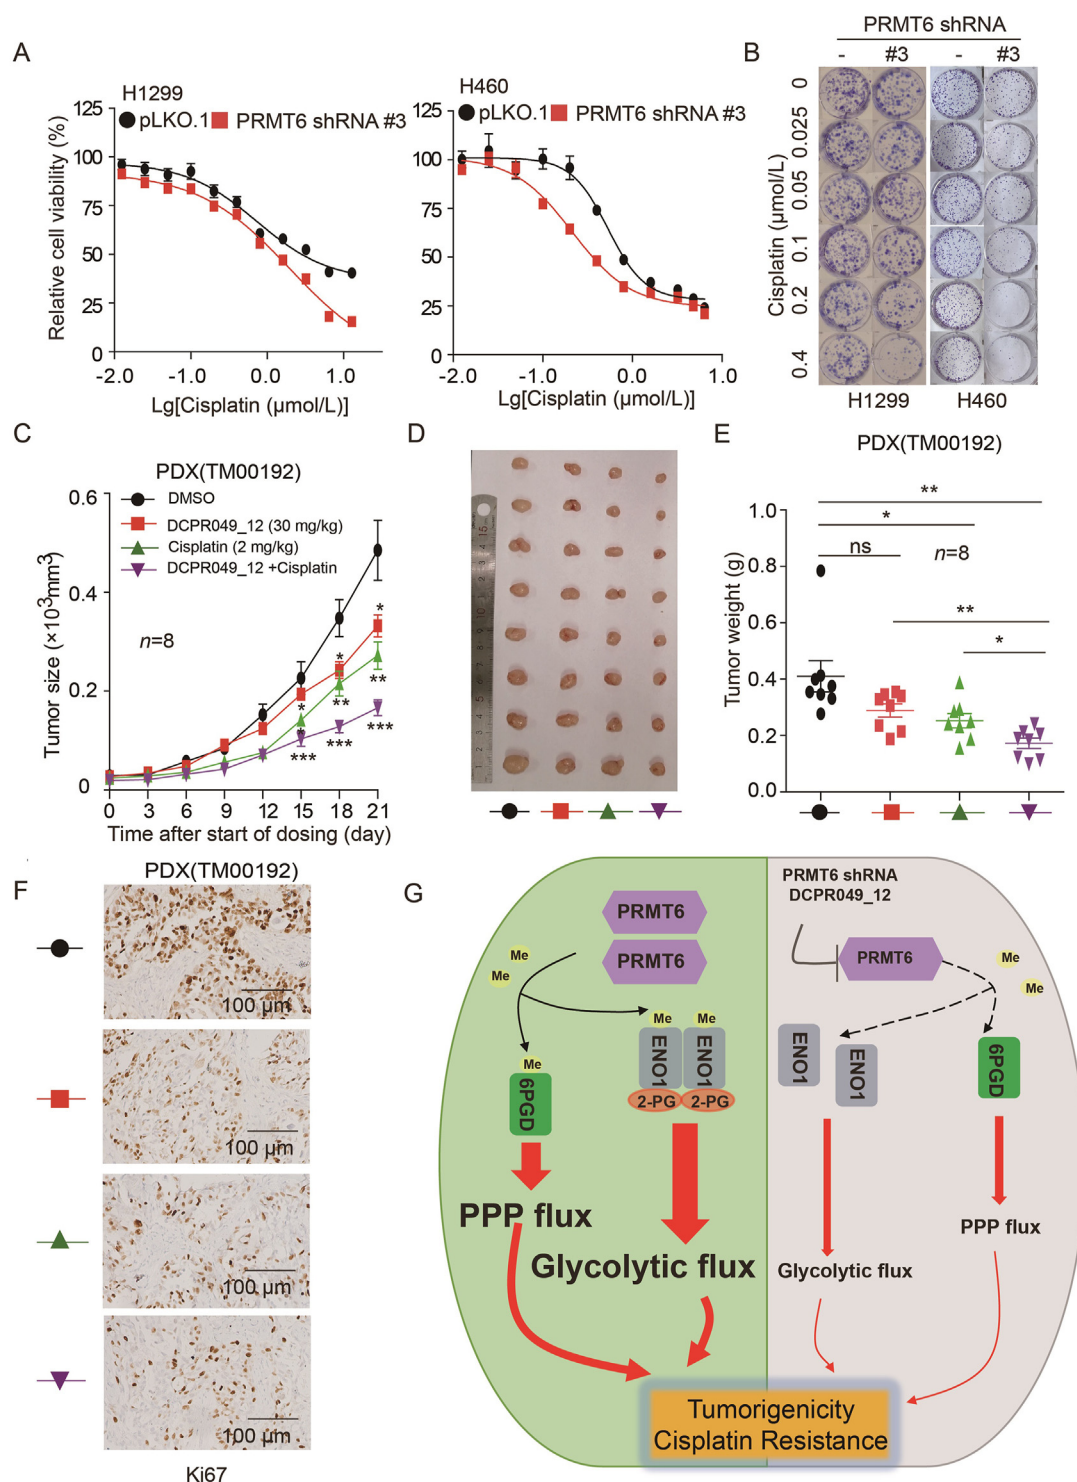 A
H1299
pLKO.1 PRMT6 shRNA #3
125
100
75
50
25
0
Relative cell viability (%)
-2.0 -1.0 0.0 1.0
Lg[Cisplatin (μmol/L)]
H460
pLKO.1 PRMT6 shRNA #3
125
100
75
50
25
0
-2.0 -1.0 0.0 1.0
Lg[Cisplatin (μmol/L)]
B
PRMT6 shRNA
- #3 - #3
Cisplatin (μmol/L)
0
0.025
0.05
0.1
0.2
0.4
H1299 H460
C
PDX(TM00192)
DMSO
DCPR049_12 (30 mg/kg)
Cisplatin (2 mg/kg)
DCPR049_12 +Cisplatin
n=8
0.6
0.4
0.2
0.0
Tumor size (×10³mm³)
*
*
**
*
**
*
***
***
***
0 3 6 9 12 15 18 21
Time after start of dosing (day)
D
E
PDX(TM00192)
**
*
ns n=8
**
*
1.0
0.8
0.6
0.4
0.2
0.0
Tumor weight (g)
F
PDX(TM00192)
100 μm
100 μm
100 μm
100 μm
Ki67
G
PRMT6
PRMT6
Me
Me
Me Me
ENO1 ENO1
2-PG 2-PG
Me
6PGD
PPP flux
Glycolytic flux
PRMT6 shRNA
DCPR049_12
PRMT6
Me
Me
ENO1
ENO1
6PGD
PPP flux
Glycolytic flux
Tumorigenicity
Cisplatin Resistance